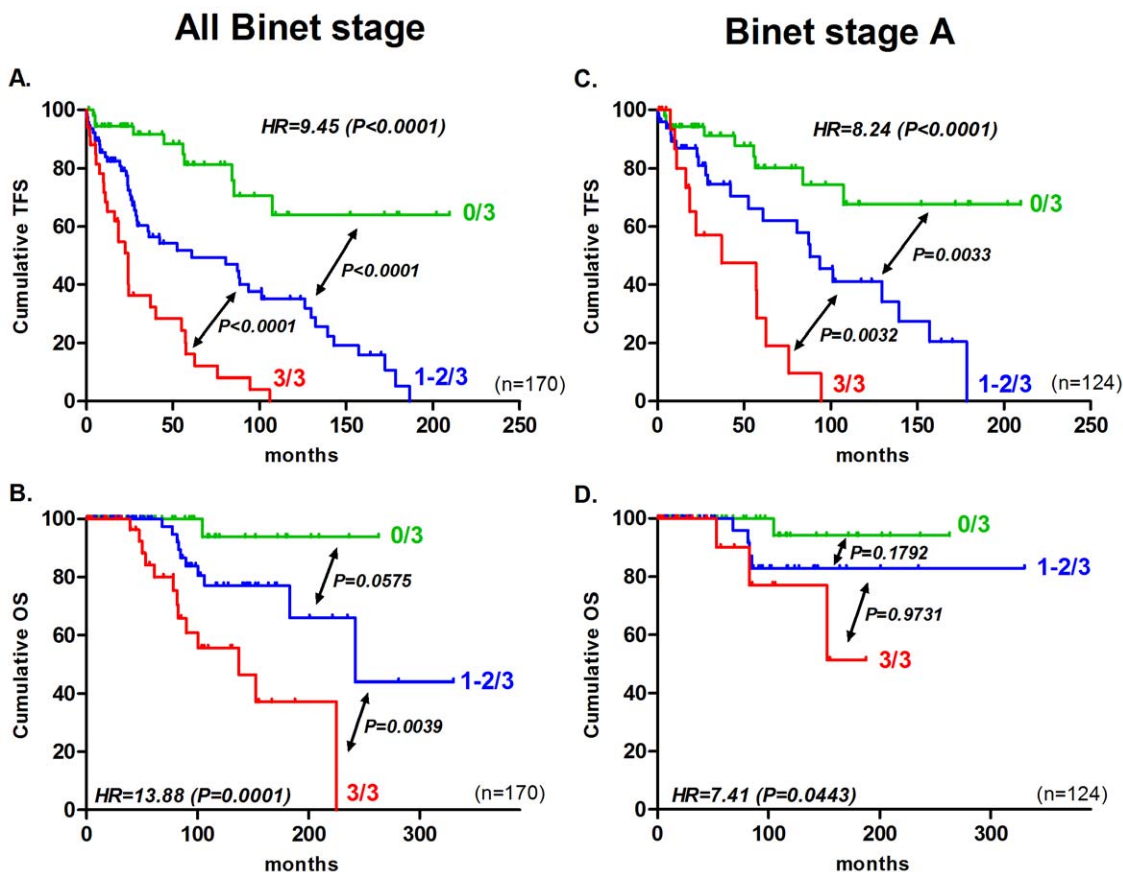 All Binet stage
Binet stage A
A.
100
80
60
40
20
0
Cumulative TFS
HR=9.45 (P<0.0001)
0/3
P<0.0001
P<0.0001
3/3
1-2/3
(n=170)
0 50 100 150 200 250
months
C.
100
80
60
40
20
0
Cumulative TFS
HR=8.24 (P<0.0001)
0/3
P=0.0033
P=0.0032
3/3
1-2/3
(n=124)
0 50 100 150 200 250
months
B.
100
80
60
40
20
0
Cumulative OS
0/3
P=0.0575
1-2/3
P=0.0039
HR=13.88 (P=0.0001)
3/3
(n=170)
0 100 200 300
months
D.
100
80
60
40
20
0
Cumulative OS
0/3
P=0.1792
1-2/3
P=0.9731
3/3
HR=7.41 (P=0.0443)
(n=124)
0 100 200 300
months